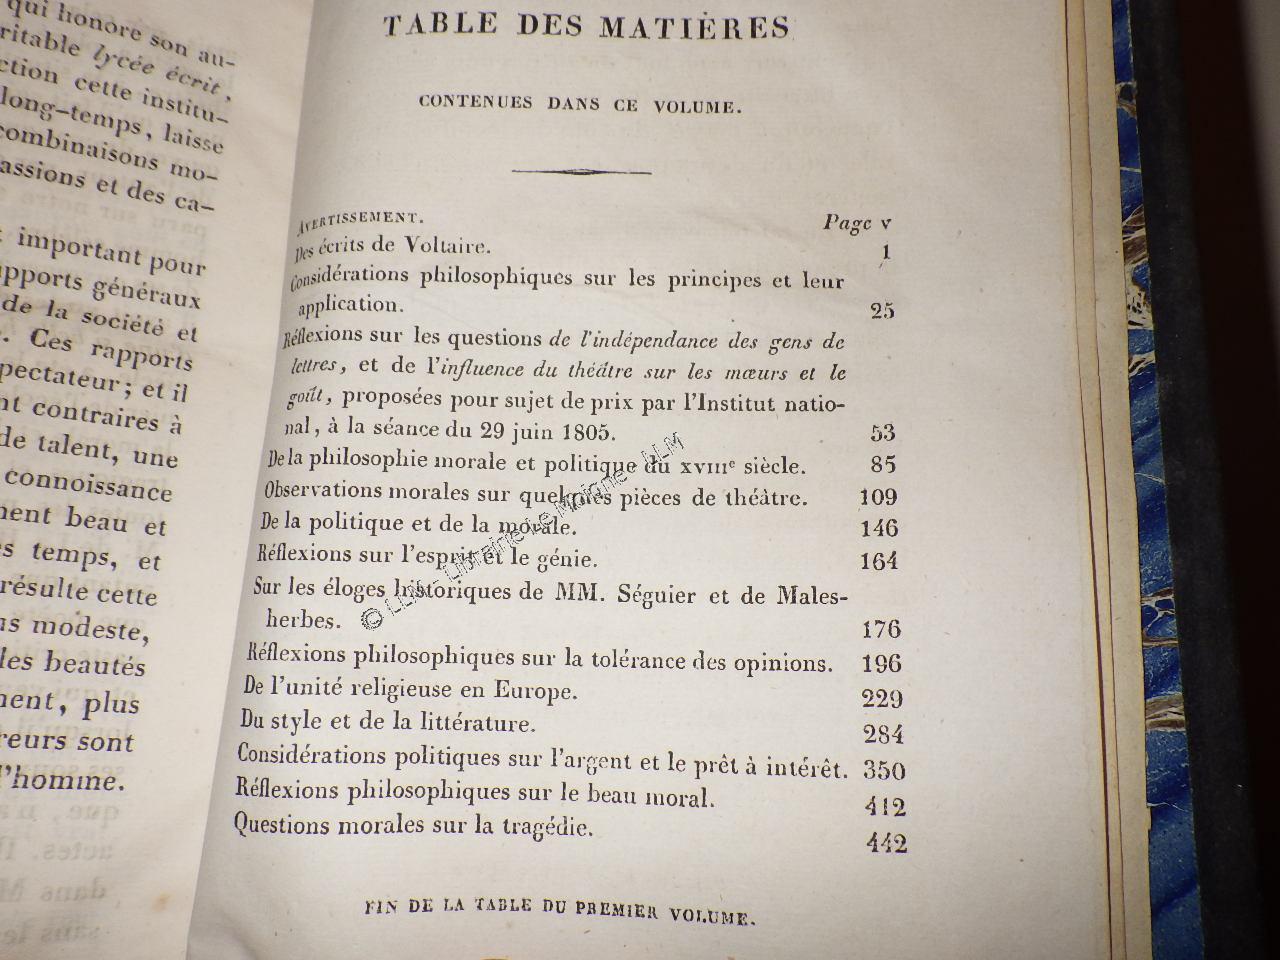 qui honore son au-
ritable lycée écrit,
ction cette institu-
long-temps, laisse
combinaisons mo-
assions et des ca-
important pour
apports généraux
de la société et
Ces rapports
pectateur; et il
nt contraires à
de talent, une
connoissance
ment beau et
es temps, et
résulte cette
ns modeste,
les beautés
ment, plus
reurs sont
l'homme.
TABLE DES MATIÈRES
CONTENUES DANS CE VOLUME.
AVERTISSEMENT. Page v
Des écrits de Voltaire. 1
Considérations philosophiques sur les principes et leur
application. 25
Réflexions sur les questions de l'indépendance des gens de
lettres, et de l'influence du théâtre sur les mœurs et le
goût, proposées pour sujet de prix par l'Institut natio-
nal, à la séance du 29 juin 1805. 53
De la philosophie morale et politique du XVIIIe siècle. 85
Observations morales sur quelques pièces de théâtre. 109
De la politique et de la morale. 146
Réflexions sur l'esprit et le génie. 164
Sur les éloges historiques de MM. Séguier et de Males-
herbes. 176
Réflexions philosophiques sur la tolérance des opinions. 196
De l'unité religieuse en Europe. 229
Du style et de la littérature. 284
Considérations politiques sur l'argent et le prêt à intérêt. 350
Réflexions philosophiques sur le beau moral. 412
Questions morales sur la tragédie. 442
FIN DE LA TABLE DU PREMIER VOLUME.
© LLM - Librairie Le Moigne - LLM